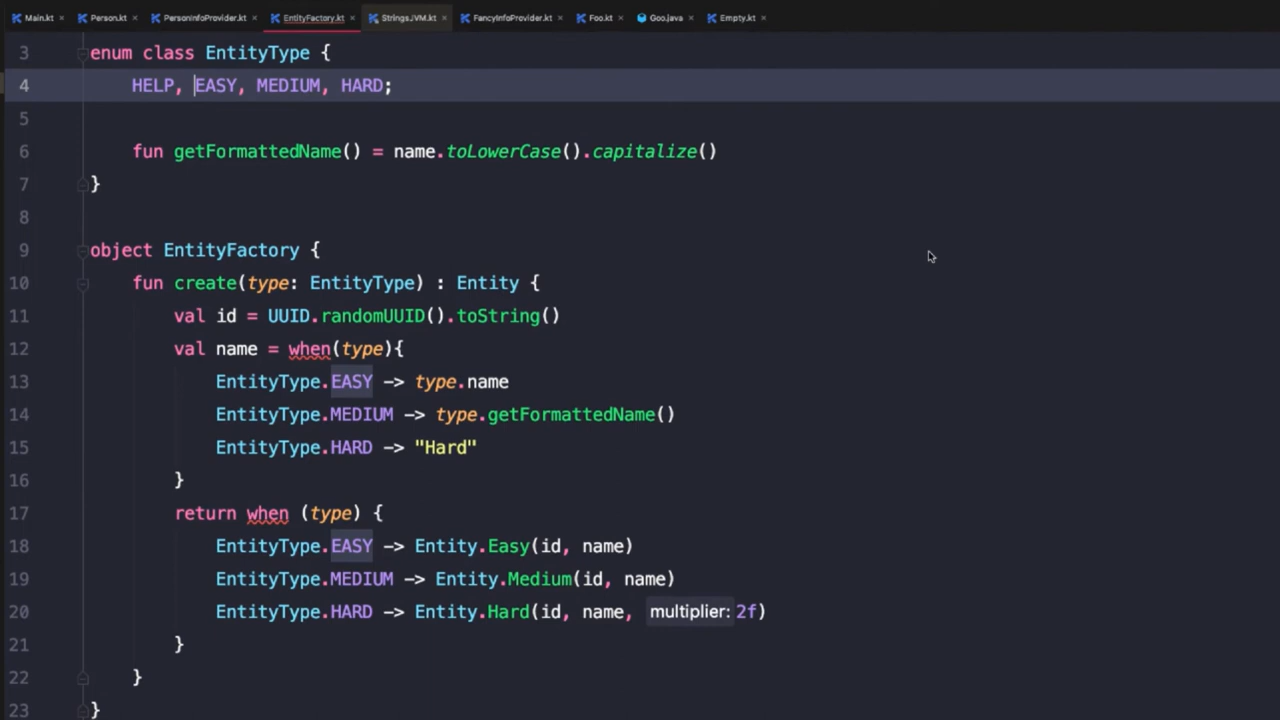 Main.kt Person.kt PersonInfoProvider.kt EntityFactory.kt Strings.JVM.kt FancyInfoProvider.kt Foo.kt Goo.java Empty.kt
3 enum class EntityType {
4 HELP, EASY, MEDIUM, HARD;
5
6 fun getFormattedName() = name.toLowerCase().capitalize()
7 }
8
9 object EntityFactory {
10 fun create(type: EntityType) : Entity {
11 val id = UUID.randomUUID().toString()
12 val name = when(type){
13 EntityType.EASY -> type.name
14 EntityType.MEDIUM -> type.getFormattedName()
15 EntityType.HARD -> "Hard"
16 }
17 return when (type) {
18 EntityType.EASY -> Entity.Easy(id, name)
19 EntityType.MEDIUM -> Entity.Medium(id, name)
20 EntityType.HARD -> Entity.Hard(id, name, multiplier: 2f)
21 }
22 }
23 }